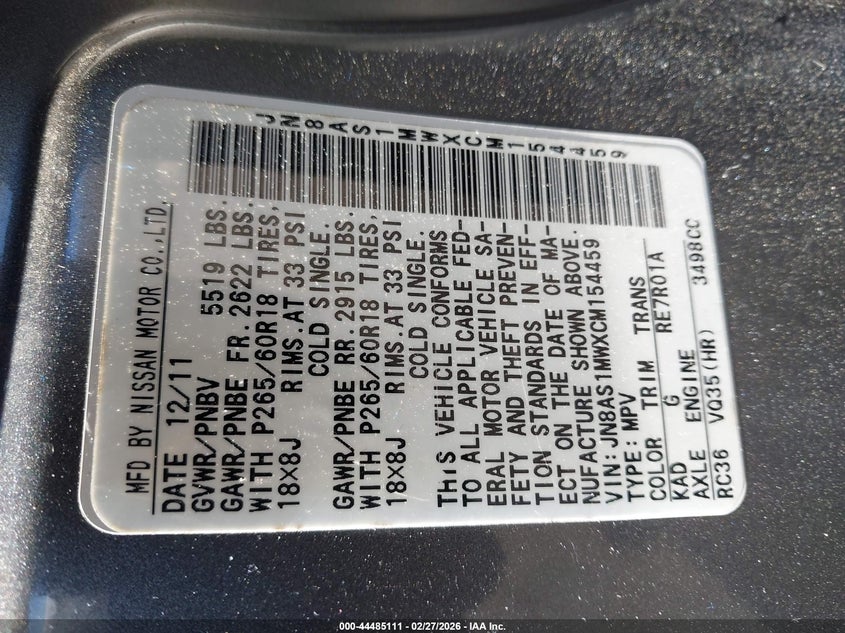 JN8AS1MWXCM154459
MFD BY NISSAN MOTOR CO.,LTD.
DATE 12/11
GVWR/PNBV 5519 LBS.
GAWR/PNBE FR. 2622 LBS.
WITH P265/60R18 TIRES,
18X8J RIMS.AT 33 PSI
COLD SINGLE.
GAWR/PNBE RR. 2915 LBS.
WITH P265/60R18 TIRES,
18X8J RIMS.AT 33 PSI
COLD SINGLE.
THIS VEHICLE CONFORMS
TO ALL APPLICABLE FED-
ERAL MOTOR VEHICLE SA-
FETY AND THEFT PREVEN-
TION STANDARDS IN EFF-
ECT ON THE DATE OF MA-
NUFACTURE SHOWN ABOVE.
VIN: JN8AS1MWXCM154459
TYPE: MPV
COLOR TRIM TRANS
KAD G RE7R01A
AXLE ENGINE
RC36 VQ35(HR) 3498CC
000-44485111 - 02/27/2026 - IAA Inc.